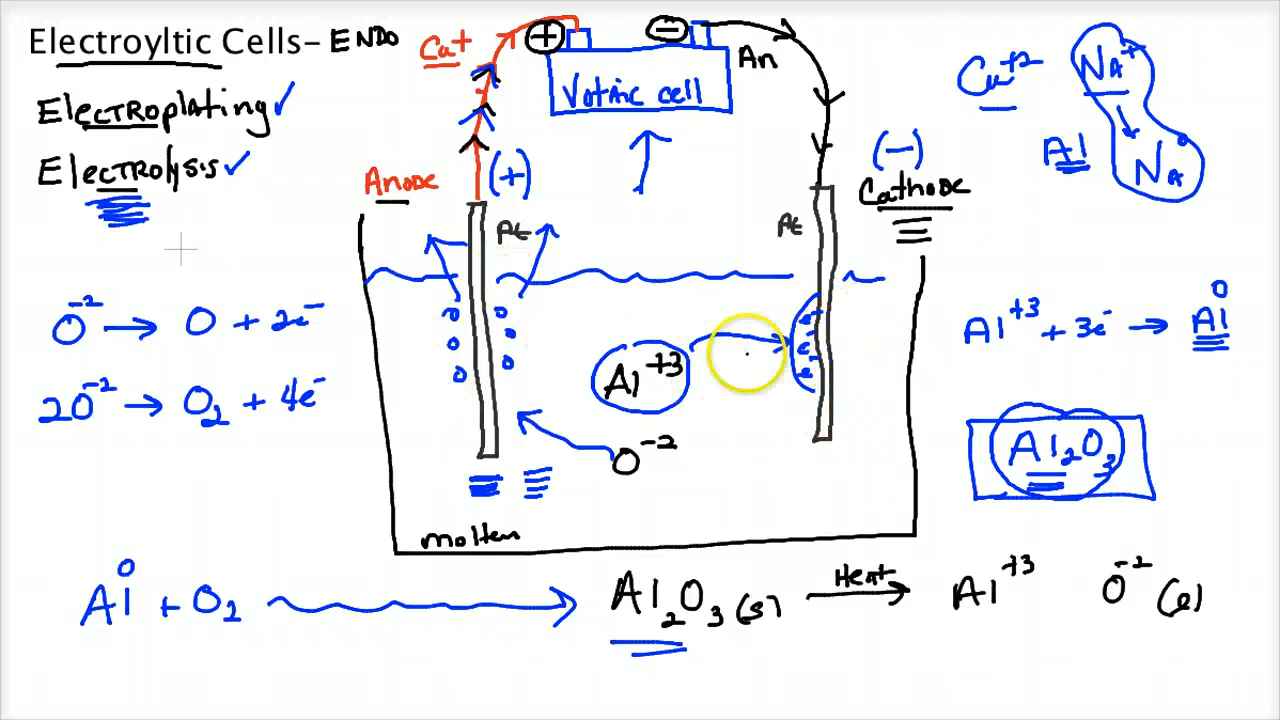 Electroyltic Cells– ENDO
Electroplating ✓
Electrolysis ✓
Cat
+
−
An
Voltaic cell
Cu+2
NA+
NA0
Al
Anode
(+)
(−)
Cathode
Pt
Pt
O-2 → O + 2e-
2O-2 → O2 + 4e-
Al+3
e-
e-
e-
O-2
Al+3 + 3e- → Al0
Al2O3
molten
Al0 + O2 → Al2O3 (s) Heat → Al+3 O-2 (l)